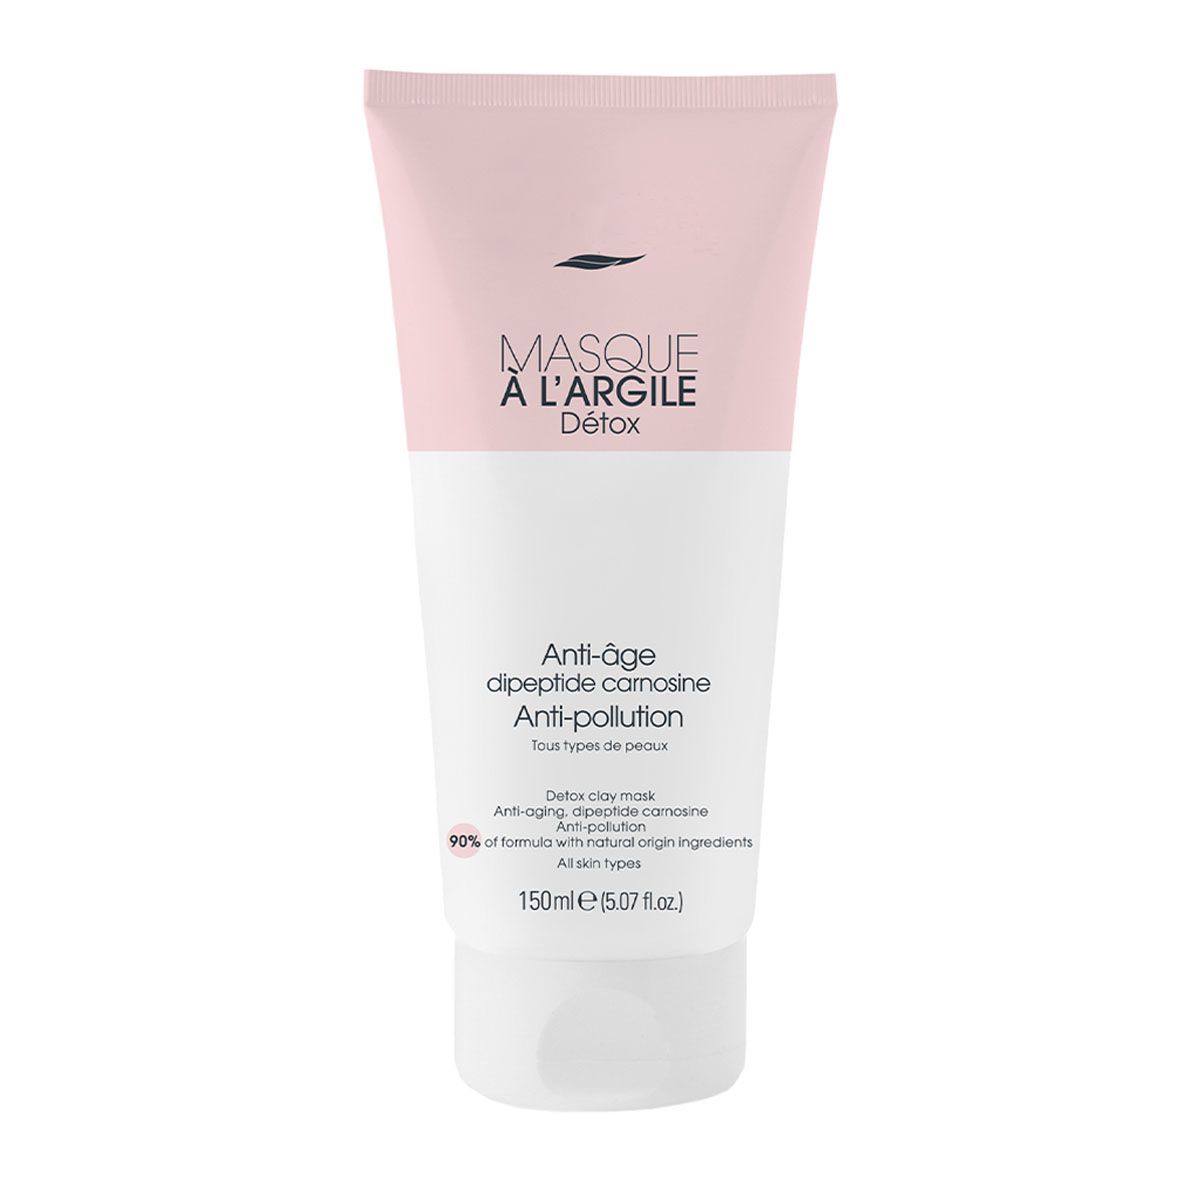 MASQUE
À L'ARGILE
Détox
Anti-âge
dipeptide carnosine
Anti-pollution
Tous types de peaux
Detox clay mask
Anti-aging, dipeptide carnosine
Anti-pollution
90% of formula with natural origin ingredients
All skin types
150ml ℮ (5.07 fl.oz.)